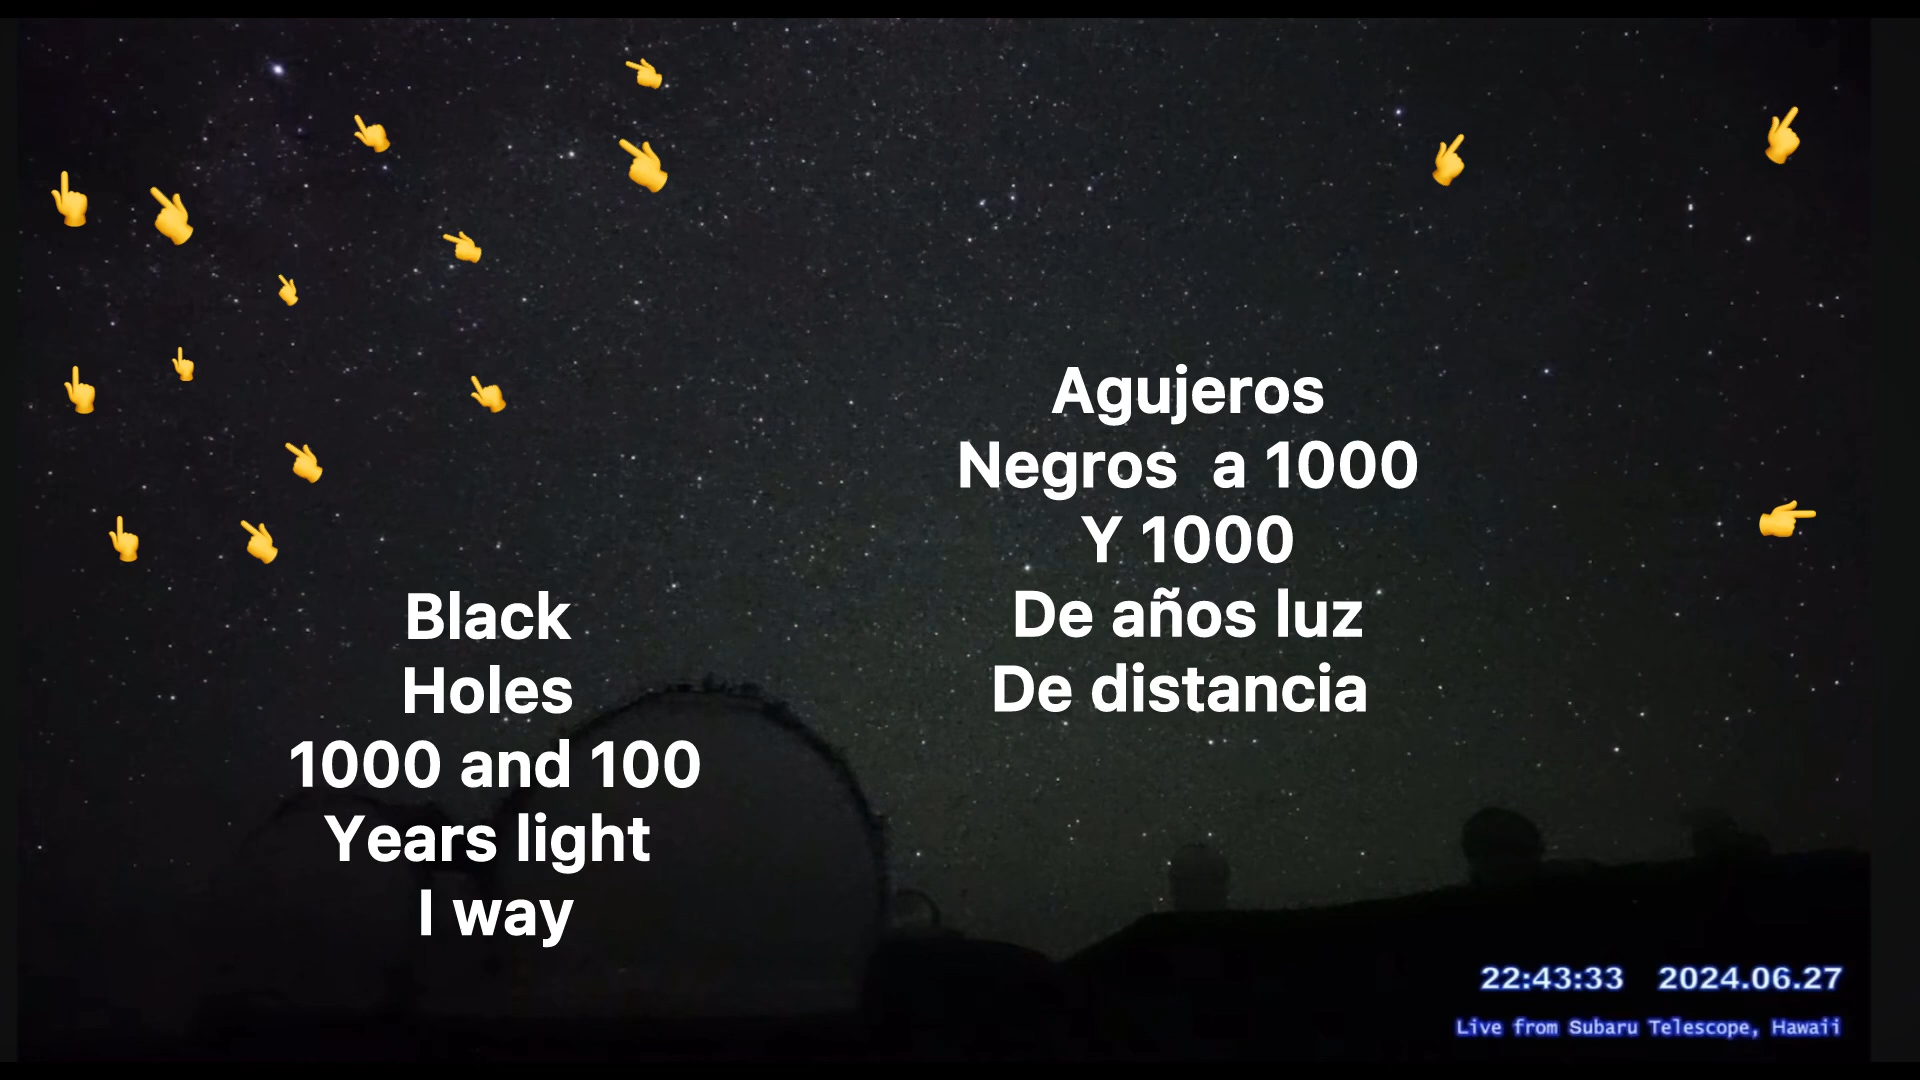 Agujeros
Negros a 1000
Y 1000
De años luz
De distancia
Black
Holes
1000 and 100
Years light
I way
22:43:33 2024.06.27
Live from Subaru Telescope, Hawaii